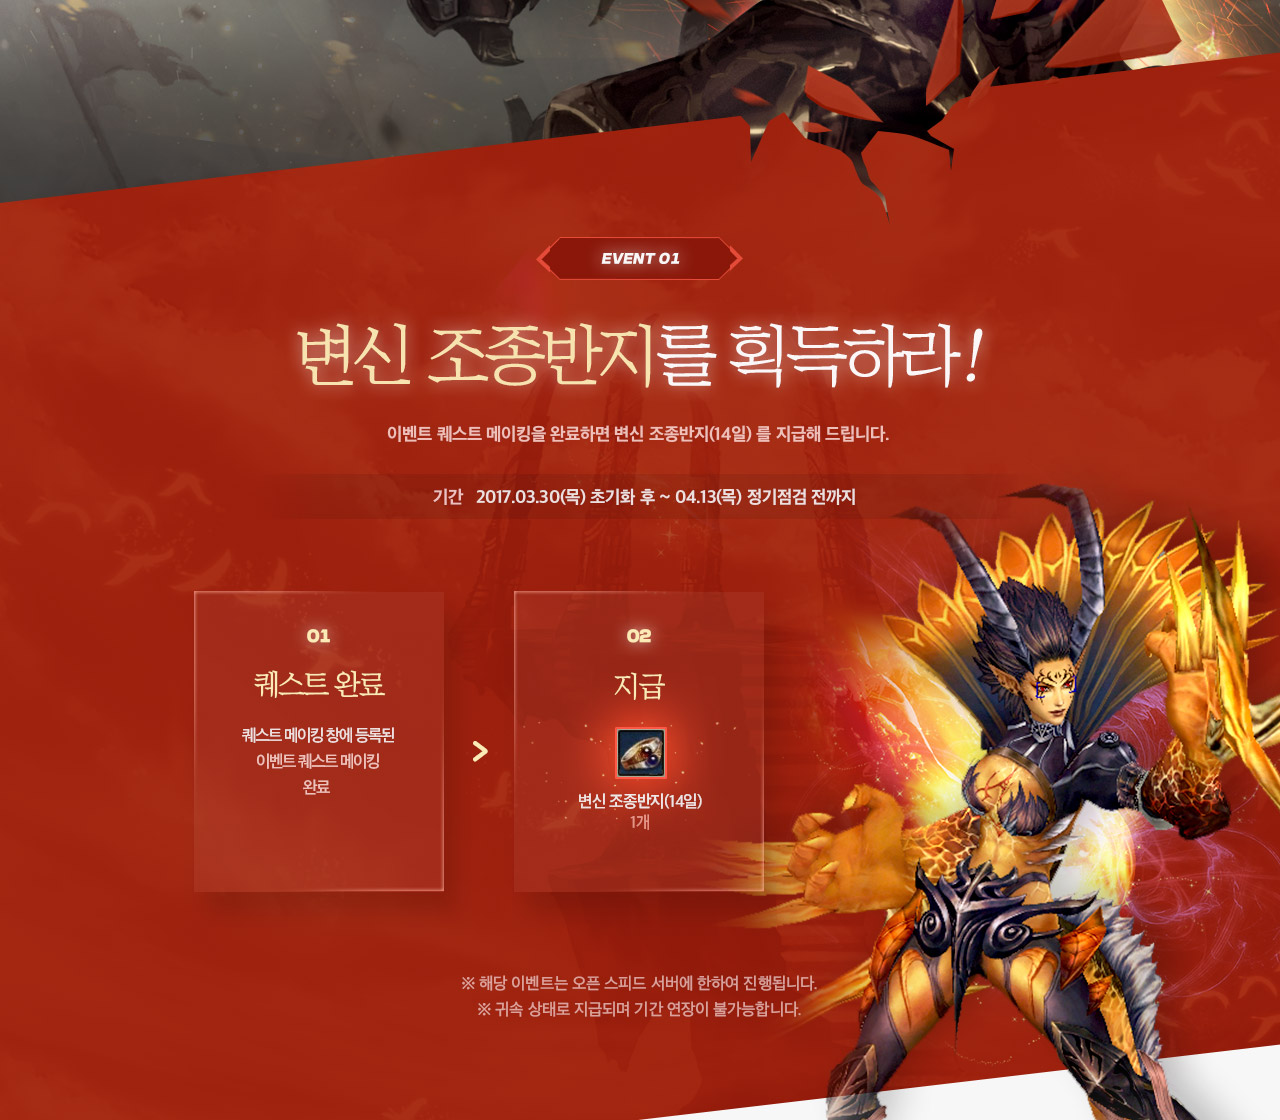 EVENT 01
변신 조종반지를 획득하라!
이벤트 퀘스트 메이킹을 완료하면 변신 조종반지(14일) 를 지급해 드립니다.
기간 2017.03.30(목) 초기화 후 ~ 04.13(목) 정기점검 전까지
01
퀘스트 완료
퀘스트 메이킹 창에 등록된
이벤트 퀘스트 메이킹
완료
>
02
지급
변신 조종반지(14일)
1개
※ 해당 이벤트는 오픈 스피드 서버에 한하여 진행됩니다.
※ 귀속 상태로 지급되며 기간 연장이 불가능합니다.